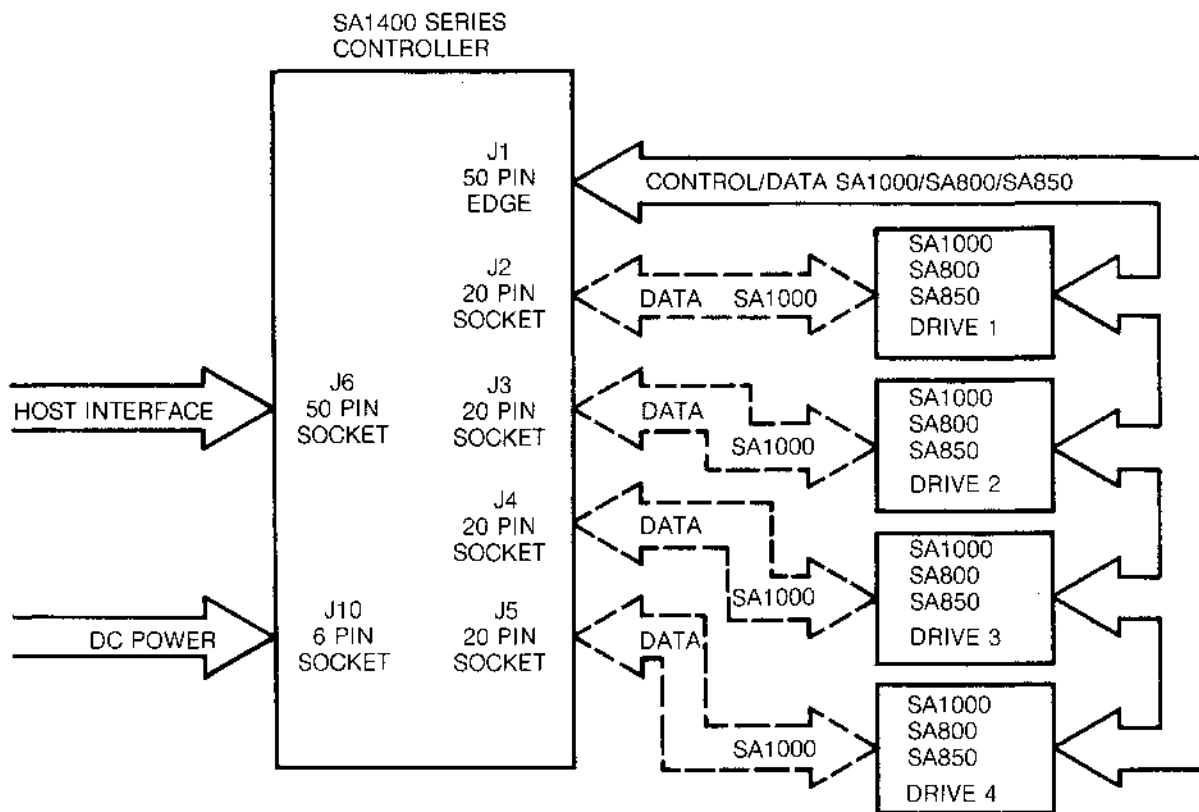 SA1400 SERIES
CONTROLLER
J1
50 PIN
EDGE
CONTROL/DATA SA1000/SA800/SA850
J2
20 PIN
SOCKET
DATA SA1000
SA1000
SA800
SA850
DRIVE 1
HOST INTERFACE
J6
50 PIN
SOCKET
J3
20 PIN
SOCKET
DATA
SA1000
SA1000
SA800
SA850
DRIVE 2
J4
20 PIN
SOCKET
DATA
SA1000
SA1000
SA800
SA850
DRIVE 3
DC POWER
J10
6 PIN
SOCKET
J5
20 PIN
SOCKET
DATA
SA1000
SA1000
SA800
SA850
DRIVE 4